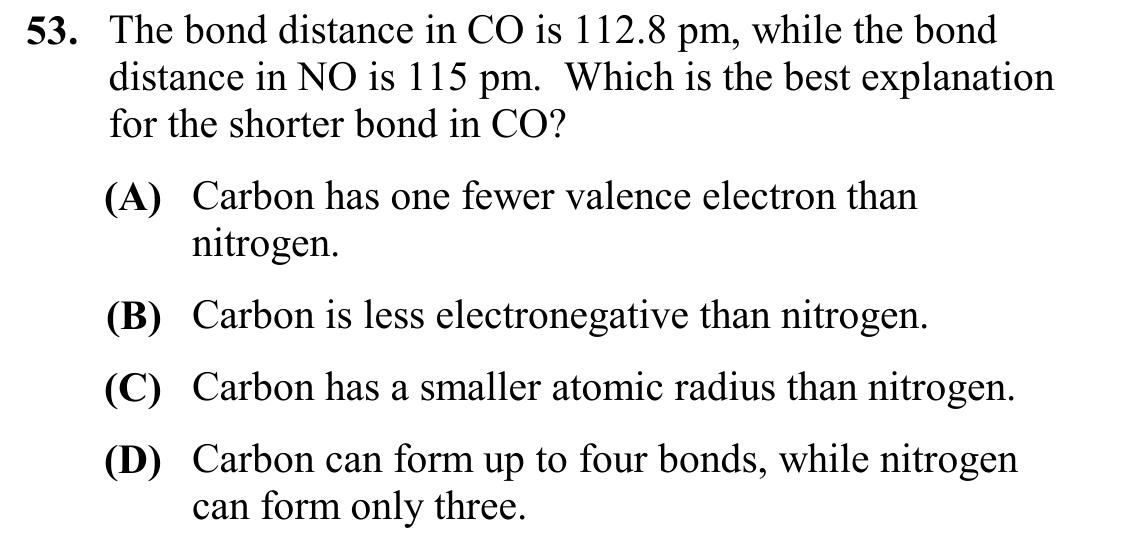 53. The bond distance in CO is 112.8 pm, while the bond
distance in NO is 115 pm. Which is the best explanation
for the shorter bond in CO?
(A) Carbon has one fewer valence electron than
nitrogen.
(B) Carbon is less electronegative than nitrogen.
(C) Carbon has a smaller atomic radius than nitrogen.
(D) Carbon can form up to four bonds, while nitrogen
can form only three.